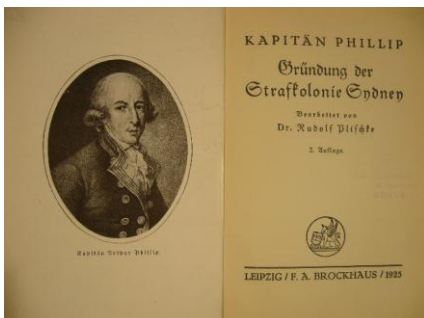 Kapitän Arthur Phillip.
KAPITÄN PHILLIP
Gründung der
Strafkolonie Sydney
Bearbeitet von
Dr. Rudolf Plischke
2. Auflage
LEIPZIG / F. A. BROCKHAUS / 1925